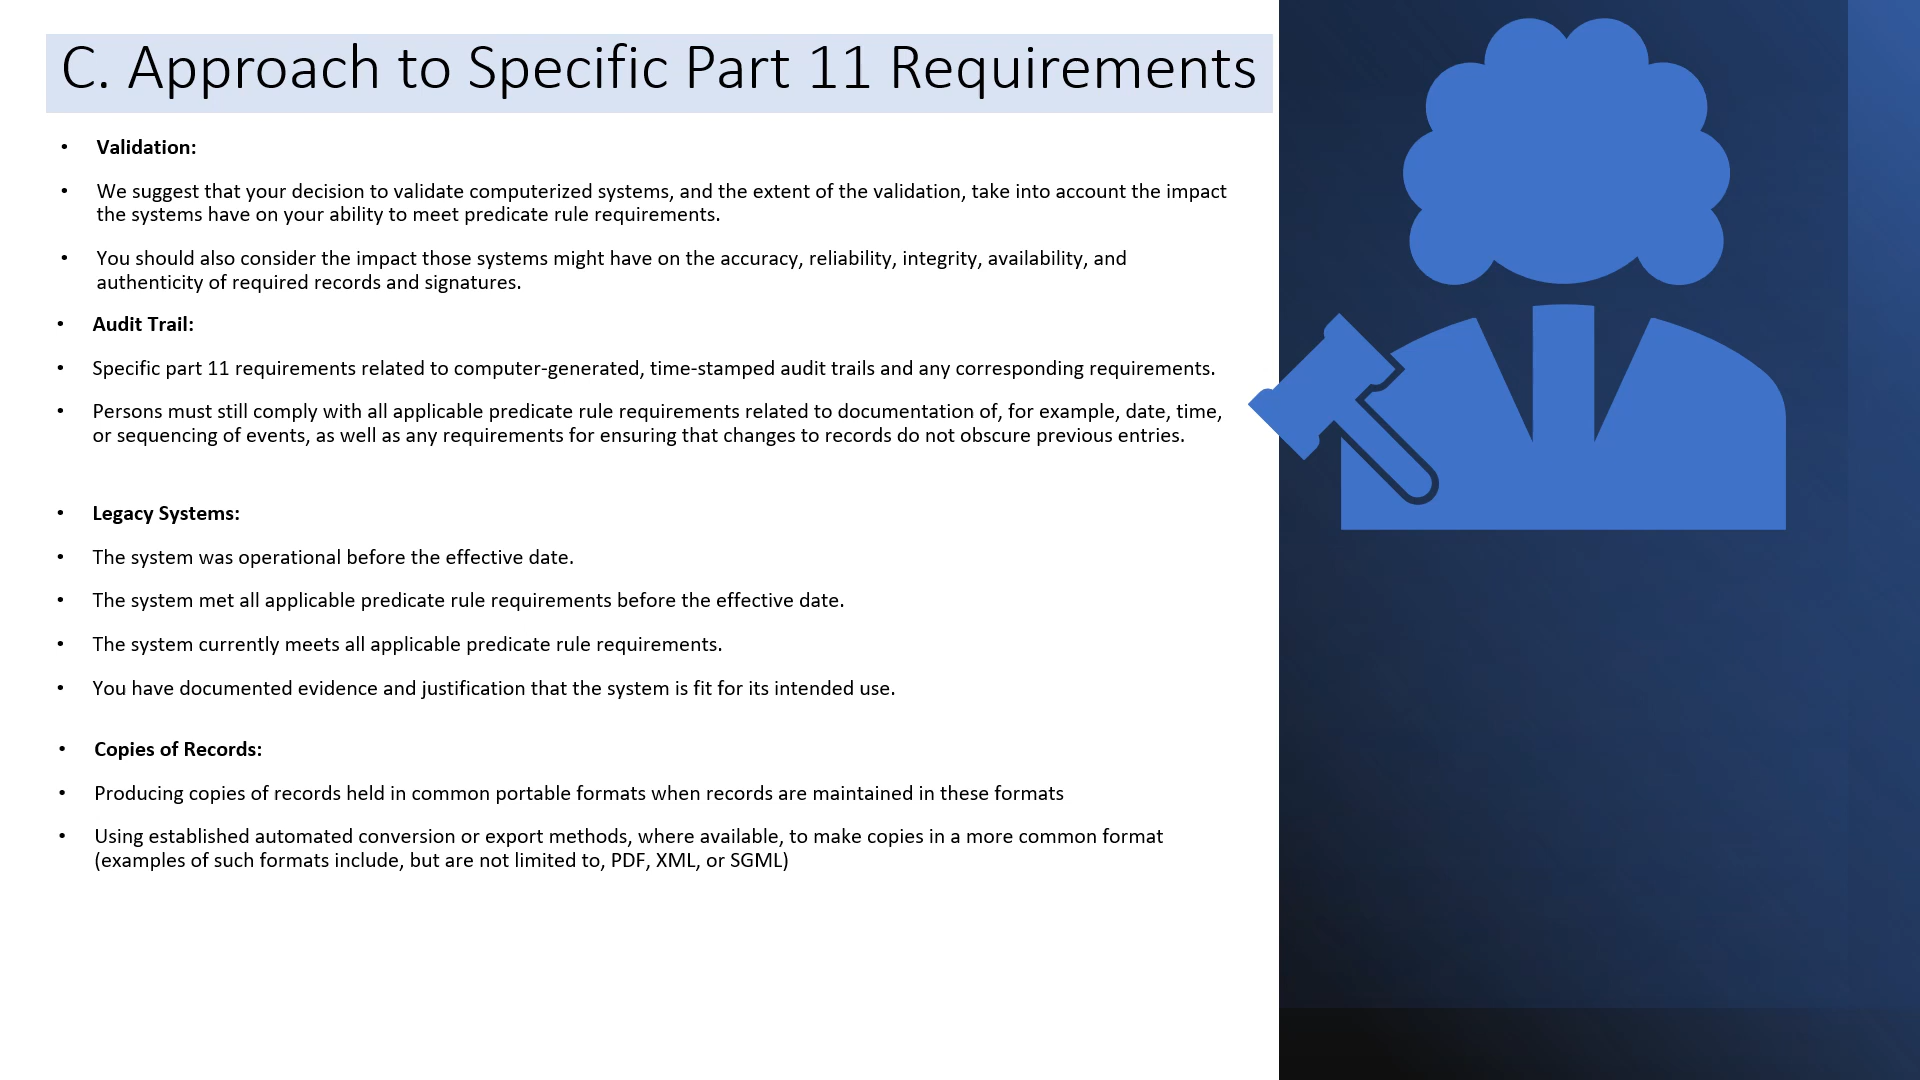 C. Approach to Specific Part 11 Requirements
• Validation:
• We suggest that your decision to validate computerized systems, and the extent of the validation, take into account the impact
the systems have on your ability to meet predicate rule requirements.
• You should also consider the impact those systems might have on the accuracy, reliability, integrity, availability, and
authenticity of required records and signatures.
• Audit Trail:
• Specific part 11 requirements related to computer-generated, time-stamped audit trails and any corresponding requirements.
• Persons must still comply with all applicable predicate rule requirements related to documentation of, for example, date, time,
or sequencing of events, as well as any requirements for ensuring that changes to records do not obscure previous entries.
• Legacy Systems:
• The system was operational before the effective date.
• The system met all applicable predicate rule requirements before the effective date.
• The system currently meets all applicable predicate rule requirements.
• You have documented evidence and justification that the system is fit for its intended use.
• Copies of Records:
• Producing copies of records held in common portable formats when records are maintained in these formats
• Using established automated conversion or export methods, where available, to make copies in a more common format
(examples of such formats include, but are not limited to, PDF, XML, or SGML)